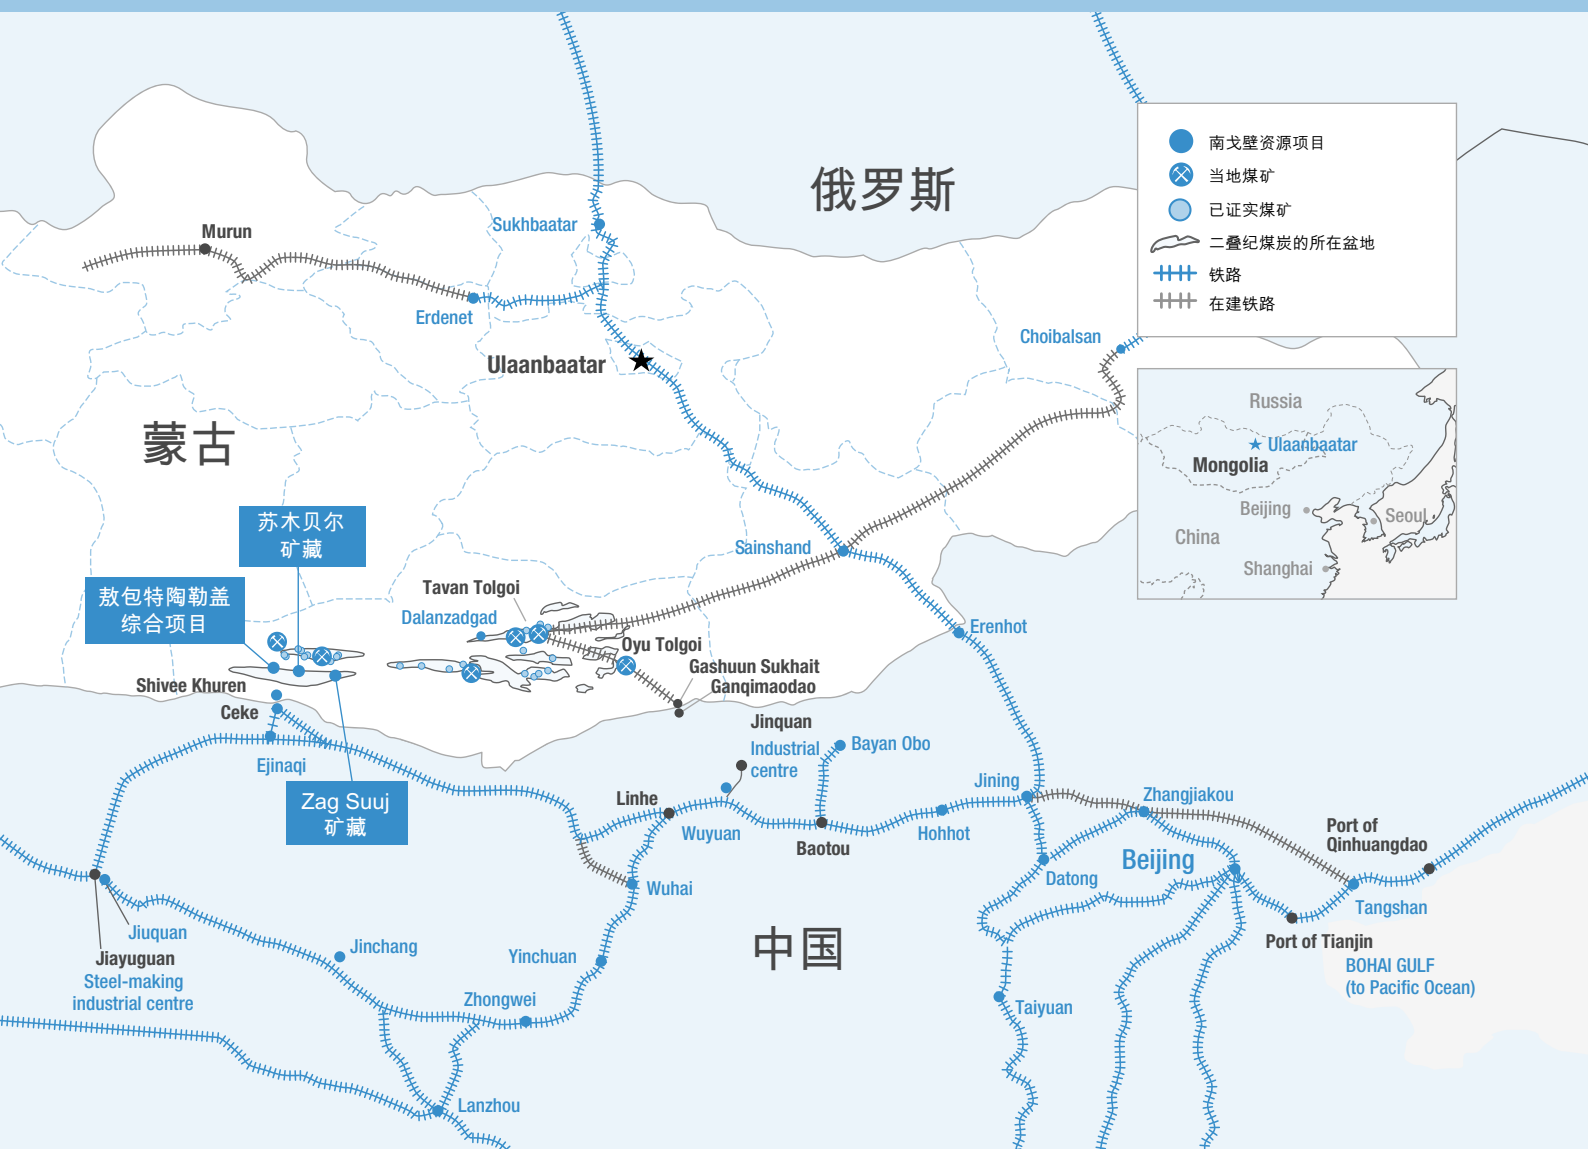 俄罗斯
南戈壁资源项目
当地煤矿
已证实煤矿
二叠纪煤炭的所在盆地
铁路
在建铁路
Murun
Sukhbaatar
Erdenet
Ulaanbaatar
Choibalsan
蒙古
Russia
Ulaanbaatar
Mongolia
Beijing
Seoul
China
Shanghai
苏木贝尔
矿藏
敖包特陶勒盖
综合项目
Sainshand
Tavan Tolgoi
Dalanzadgad
Erenhot
Oyu Tolgoi
Gashuun Sukhait
Ganqimaodao
Shivee Khuren
Ceke
Ejinaqi
Jinquan
Industrial
centre
Bayan Obo
Zag Suuj
矿藏
Linhe
Wuyuan
Baotou
Hohhot
Jining
Zhangjiakou
Port of
Qinhuangdao
Beijing
Datong
Tangshan
Wuhai
Port of Tianjin
BOHAI GULF
(to Pacific Ocean)
中国
Jiuquan
Jiayuguan
Steel-making
industrial centre
Jinchang
Yinchuan
Zhongwei
Taiyuan
Lanzhou